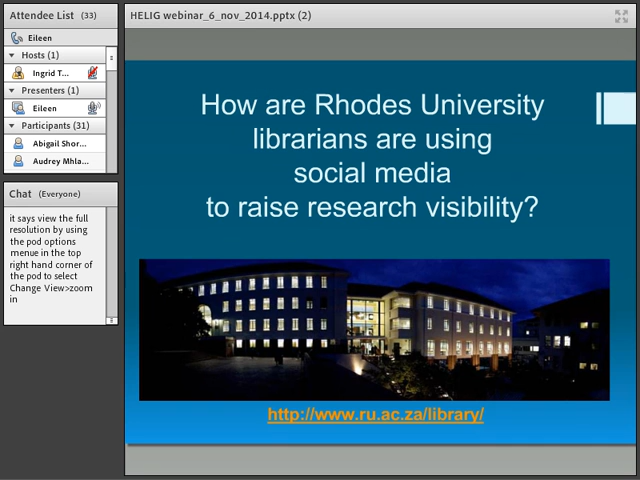 Attendee List (33)
Eileen
Hosts (1)
Ingrid T...
Presenters (1)
Eileen
Participants (31)
Abigail Shor...
Audrey Mhla...
Chat (Everyone)
it says view the full
resolution by using
the pod options
menue in the top
right hand corner of
the pod to select
Change View>zoom
in
HELIG webinar_6_nov_2014.pptx (2)
How are Rhodes University
librarians are using
social media
to raise research visibility?
http://www.ru.ac.za/library/